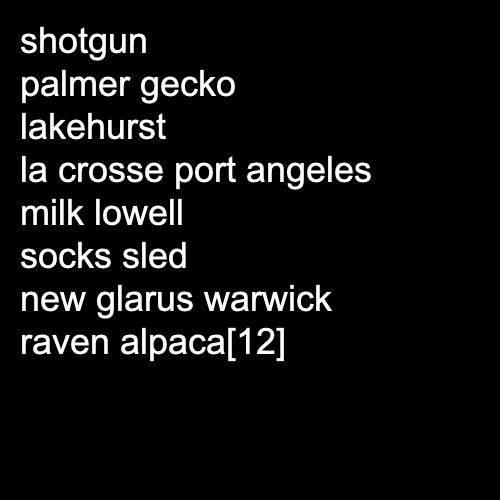 shotgun
palmer gecko
lakehurst
la crosse port angeles
milk lowell
socks sled
new glarus warwick
raven alpaca[12]